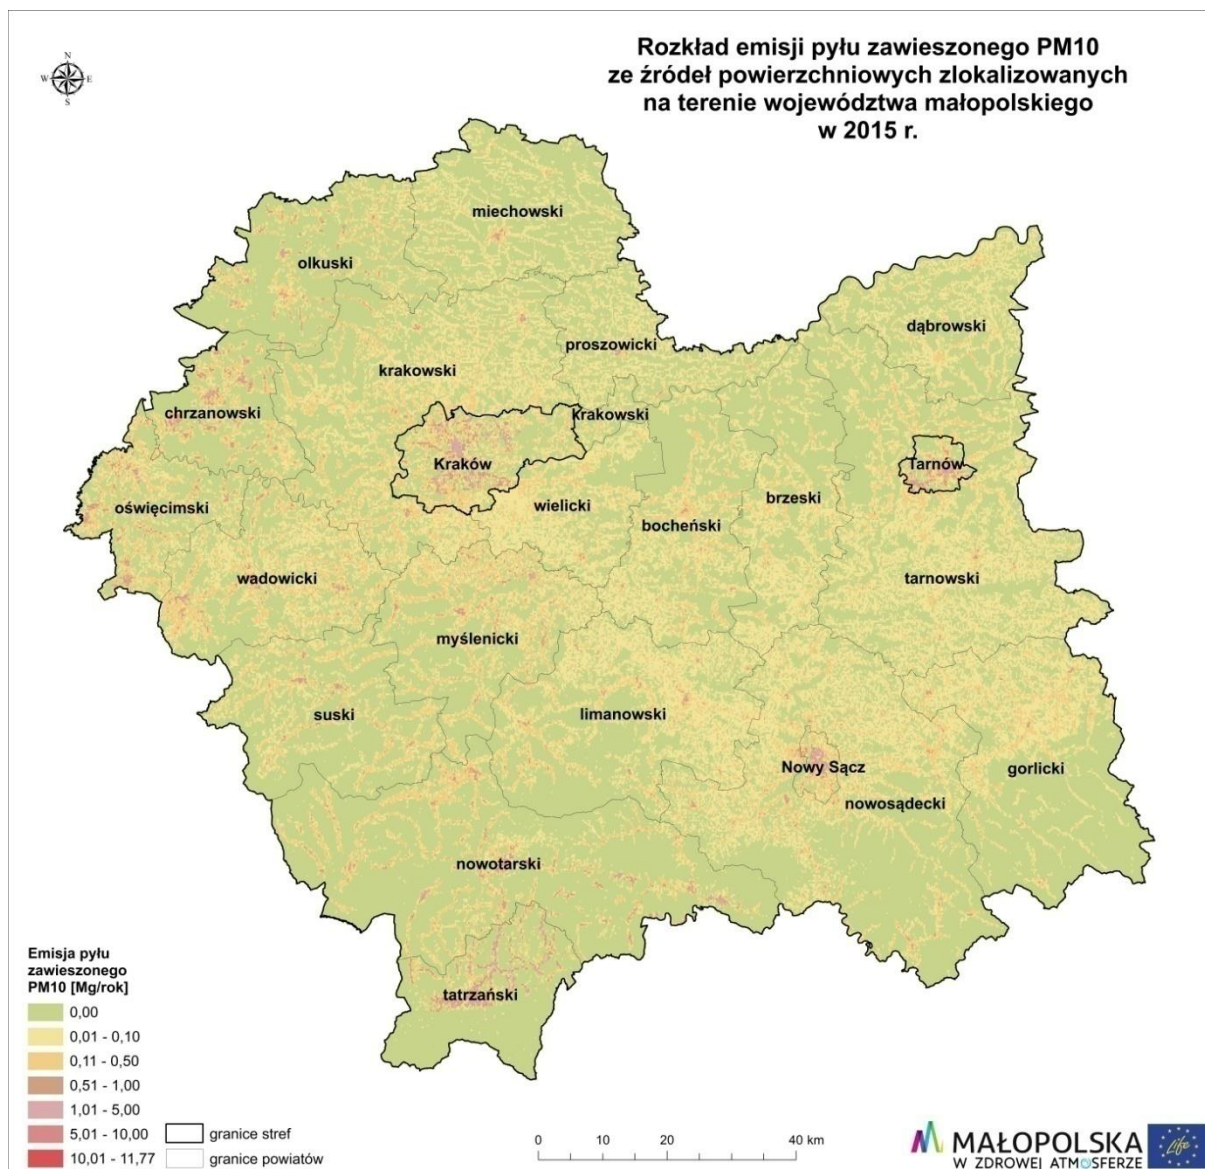 Rozkład emisji pyłu zawieszonego PM10
ze źródeł powierzchniowych zlokalizowanych
na terenie województwa małopolskiego
w 2015 r.
N
W E
S
miechowski
olkuski
dąbrowski
proszowicki
krakowski
chrzanowski
krakowski
Kraków
Tarnów
oświęcimski
wielicki
brzeski
bocheński
wadowicki
tarnowski
myślenicki
suski
limanowski
Nowy Sącz
gorlicki
nowosądecki
nowotarski
tatrzański
Emisja pyłu
zawieszonego
PM10 [Mg/rok]
0,00
0,01 - 0,10
0,11 - 0,50
0,51 - 1,00
1,01 - 5,00
5,01 - 10,00
10,01 - 11,77
granice stref
granice powiatów
0 10 20 40 km
MAŁOPOLSKA
W ZDROWEJ ATMOSFERZE
Life